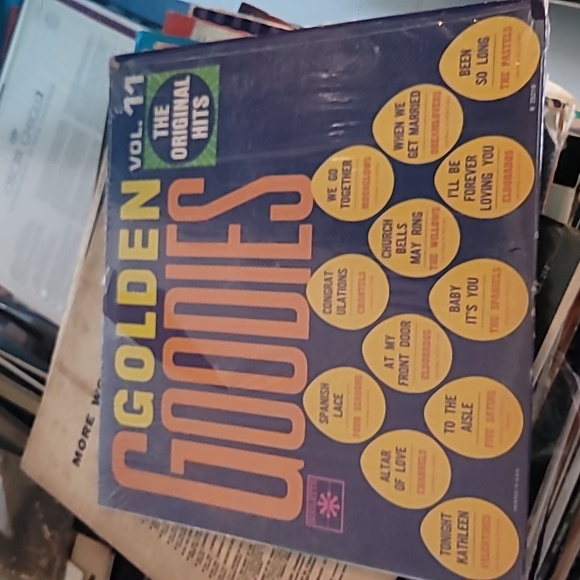 GOLDEN VOL. 11
GOODIES
THE
ORIGINAL
HITS
WE GO
TOGETHER
MOONGLOWS
CONGRAT
ULATIONS
CHANTELS
SPANISH
LACE
FOUR
WHEN WE
GET MARRIED
DREAMLOVERS
CHURCH
BELLS
MAY RING
THE WILLOWS
AT MY
FRONT DOOR
ELDORADOS
ALTAR
OF LOVE
CHANNELS
BEEN
SO LONG
THE PASTELS
I'LL BE
FOREVER
LOVING YOU
ELDORADOS
BABY
IT'S YOU
THE SPANIELS
TO THE
AISLE
FIVE SATINS
TONIGHT
KATHLEEN
VALENTINES
MORE